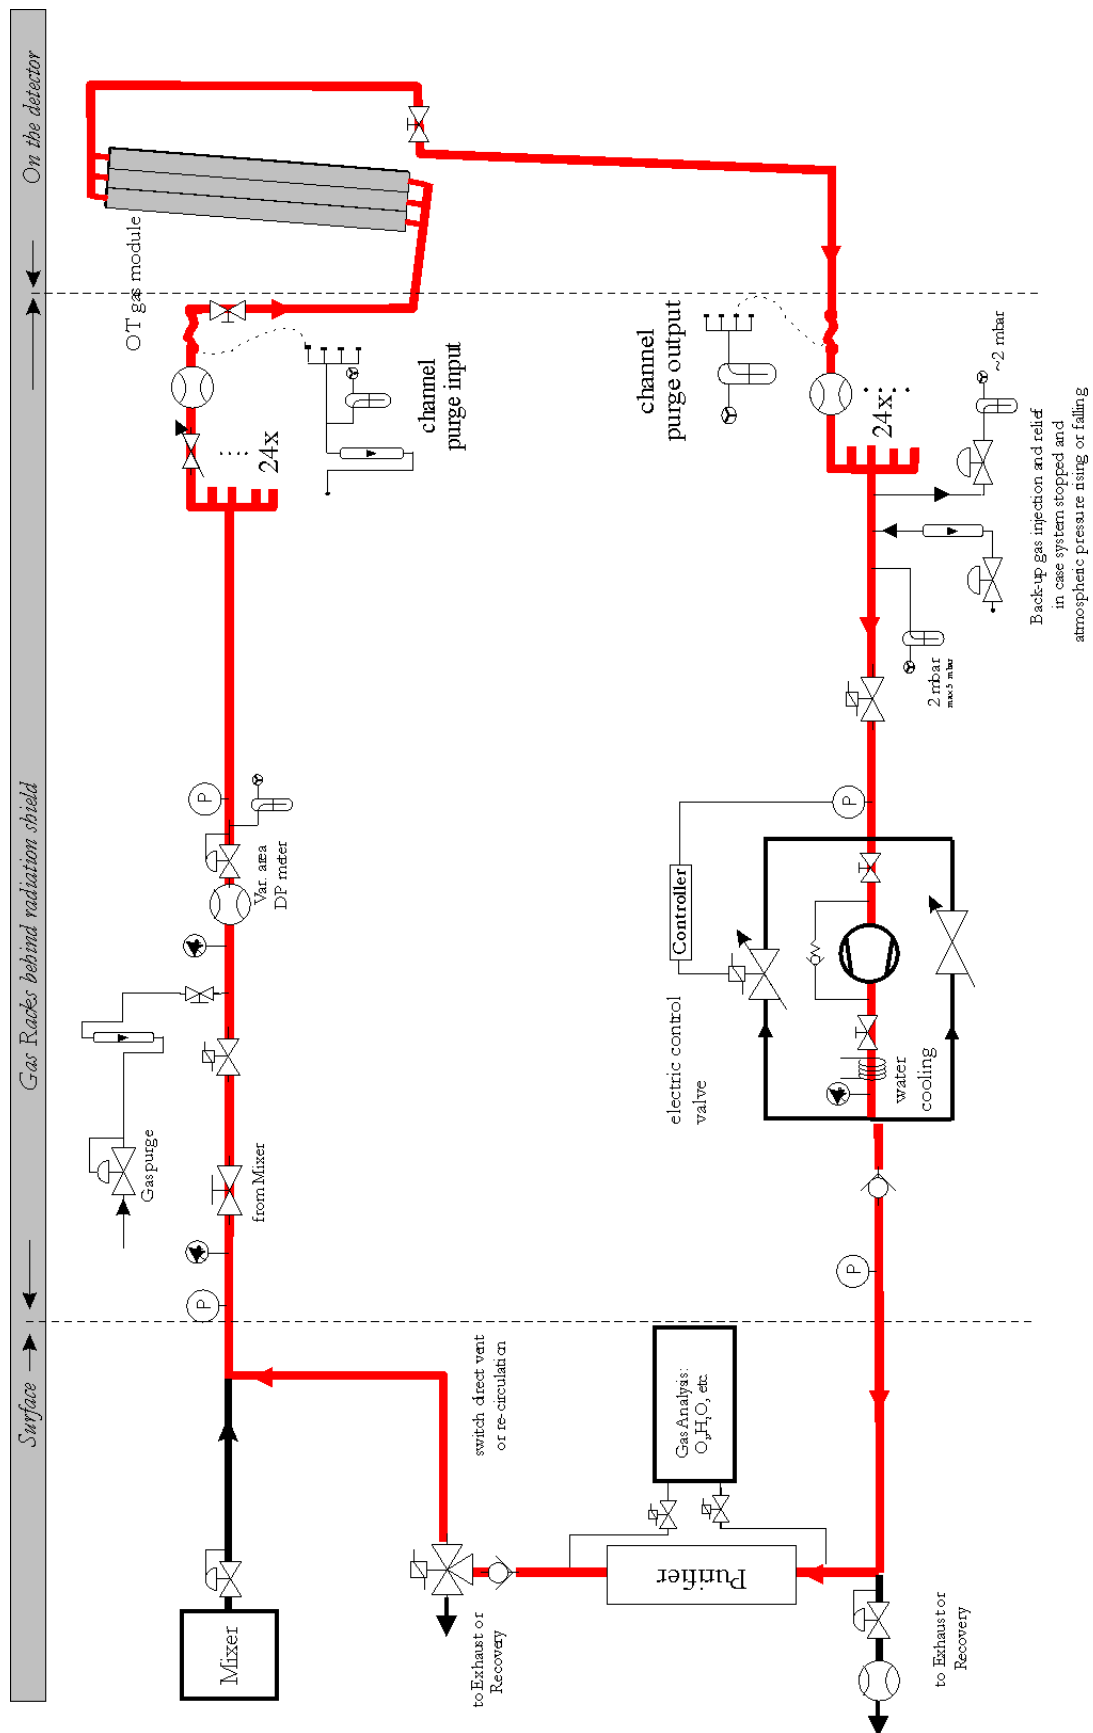 On the detector
Gas Racks behind radiation shield
Surface
OT gas module
24x
channel
purge input
channel
purge output
24x
~2 mbar
Back-up gas injection and relief
in case system stopped and
atmospheric pressure rising or falling
2 mbar
max 5 mbar
P
Var. area
DP meter
P
Controller
electric control
valve
water
cooling
Gas purge
from Mixer
P
P
switch direct vent
or re-circulation
Gas Analysis:
O₂,H₂O, etc.
Mixer
Purifier
to Exhaust or
Recovery
to Exhaust or
Recovery